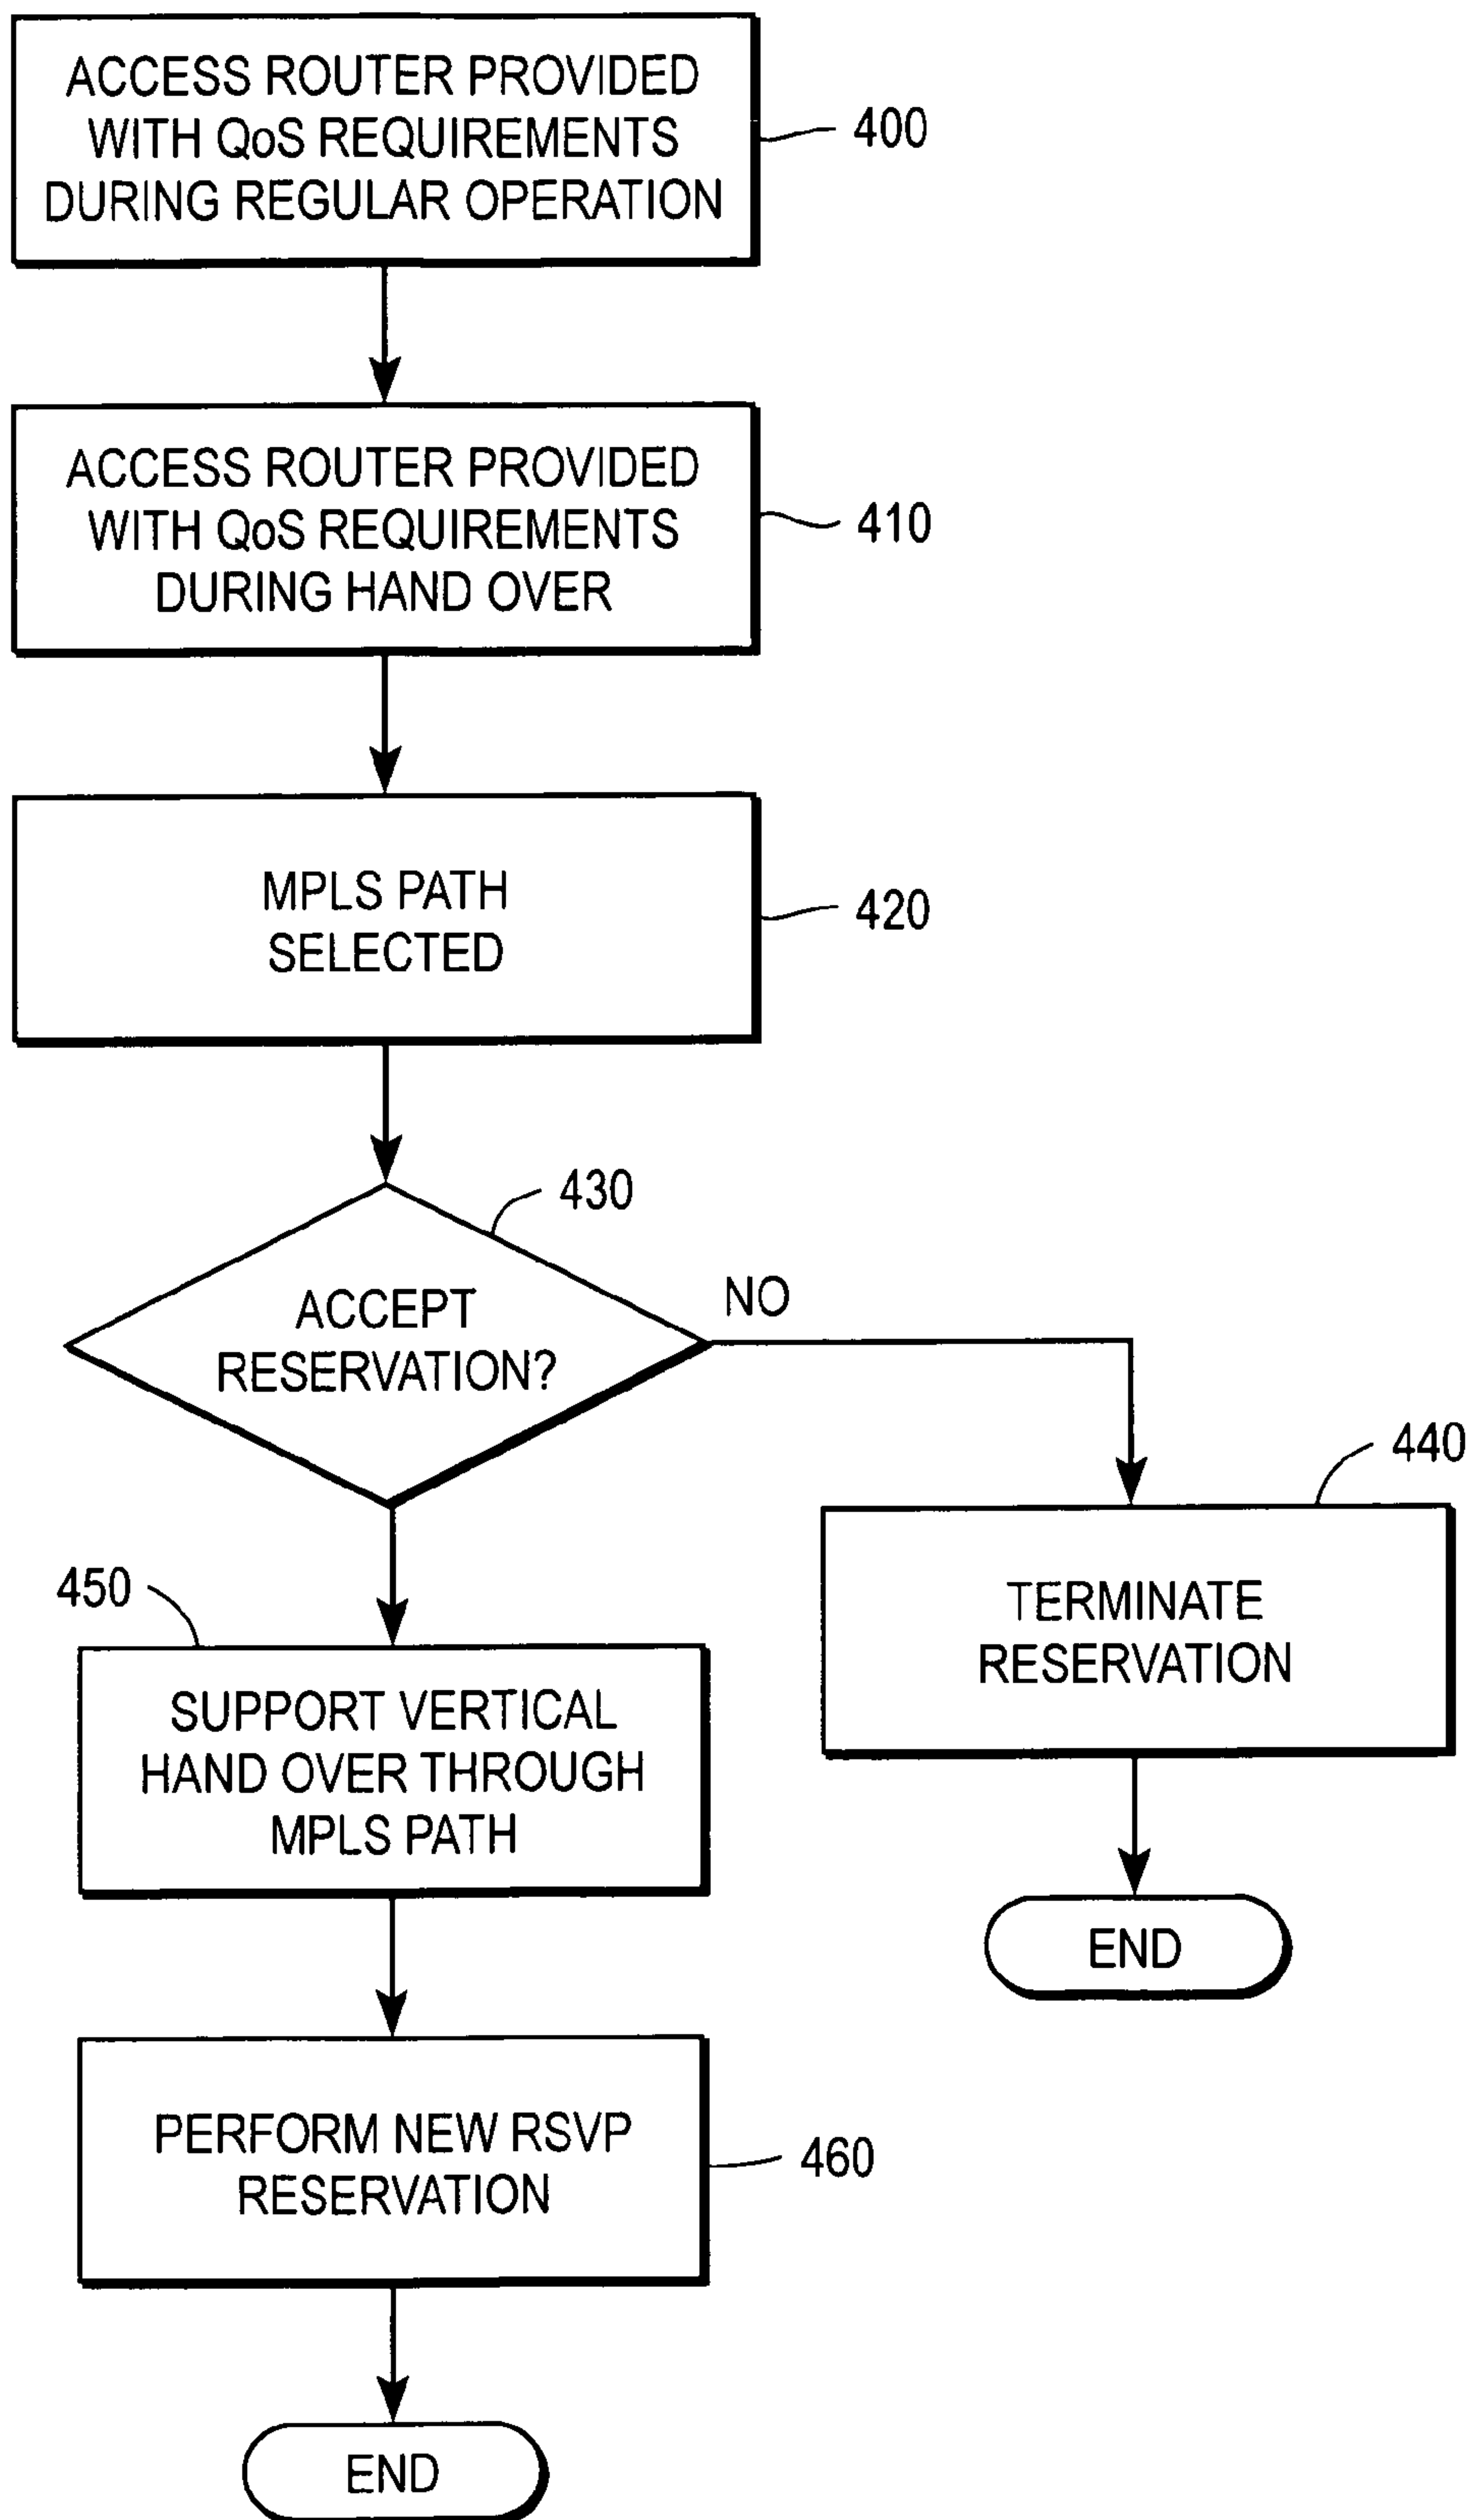 ACCESS ROUTER PROVIDED
WITH QoS REQUIREMENTS
DURING REGULAR OPERATION
400
ACCESS ROUTER PROVIDED
WITH QoS REQUIREMENTS
DURING HAND OVER
410
MPLS PATH
SELECTED
420
430
ACCEPT
RESERVATION?
NO
440
TERMINATE
RESERVATION
END
450
SUPPORT VERTICAL
HAND OVER THROUGH
MPLS PATH
PERFORM NEW RSVP
RESERVATION
460
END